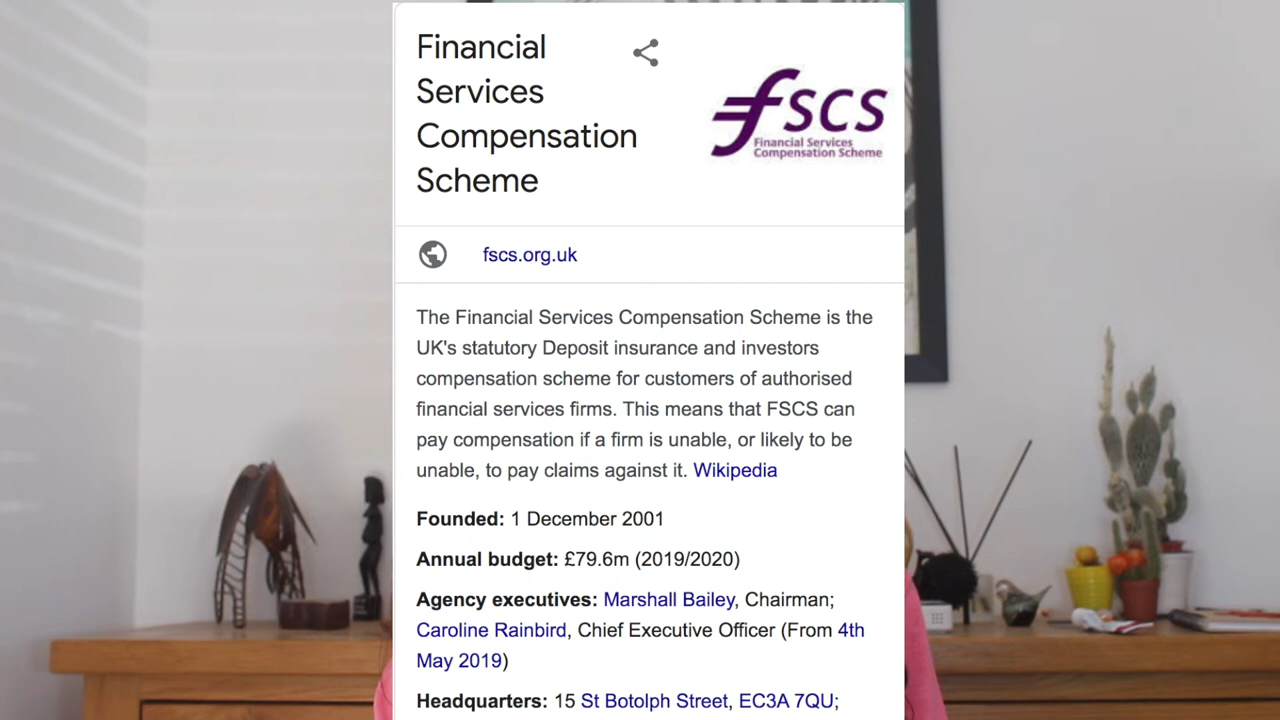 Financial
Services
Compensation
Scheme
fSCS
Financial Services
Compensation Scheme
fscs.org.uk
The Financial Services Compensation Scheme is the
UK's statutory Deposit insurance and investors
compensation scheme for customers of authorised
financial services firms. This means that FSCS can
pay compensation if a firm is unable, or likely to be
unable, to pay claims against it. Wikipedia
Founded: 1 December 2001
Annual budget: £79.6m (2019/2020)
Agency executives: Marshall Bailey, Chairman;
Caroline Rainbird, Chief Executive Officer (From 4th
May 2019)
Headquarters: 15 St Botolph Street, EC3A 7QU;